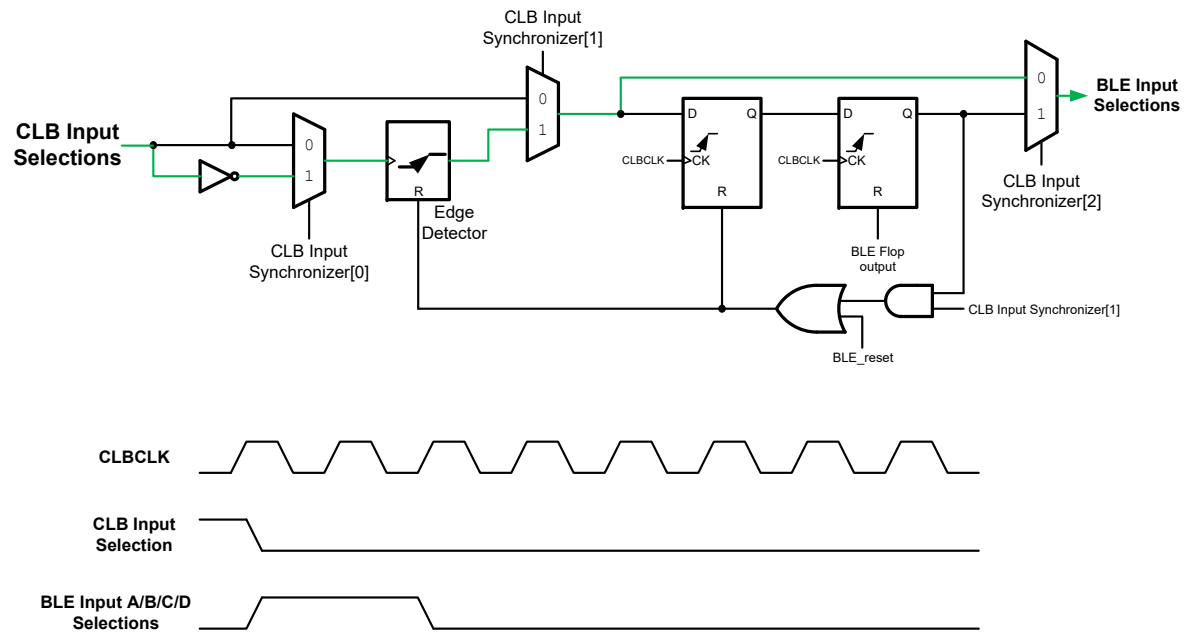 CLB Input
Synchronizer[1]
CLB Input
Selections
0
1
0
1
R
Edge
Detector
CLB Input
Synchronizer[0]
D
Q
CLBCLK
CK
R
D
Q
CLBCLK
CK
R
BLE Flop
output
0
1
BLE Input
Selections
CLB Input
Synchronizer[2]
CLB Input Synchronizer[1]
BLE_reset
CLBCLK
CLB Input
Selection
BLE Input A/B/C/D
Selections